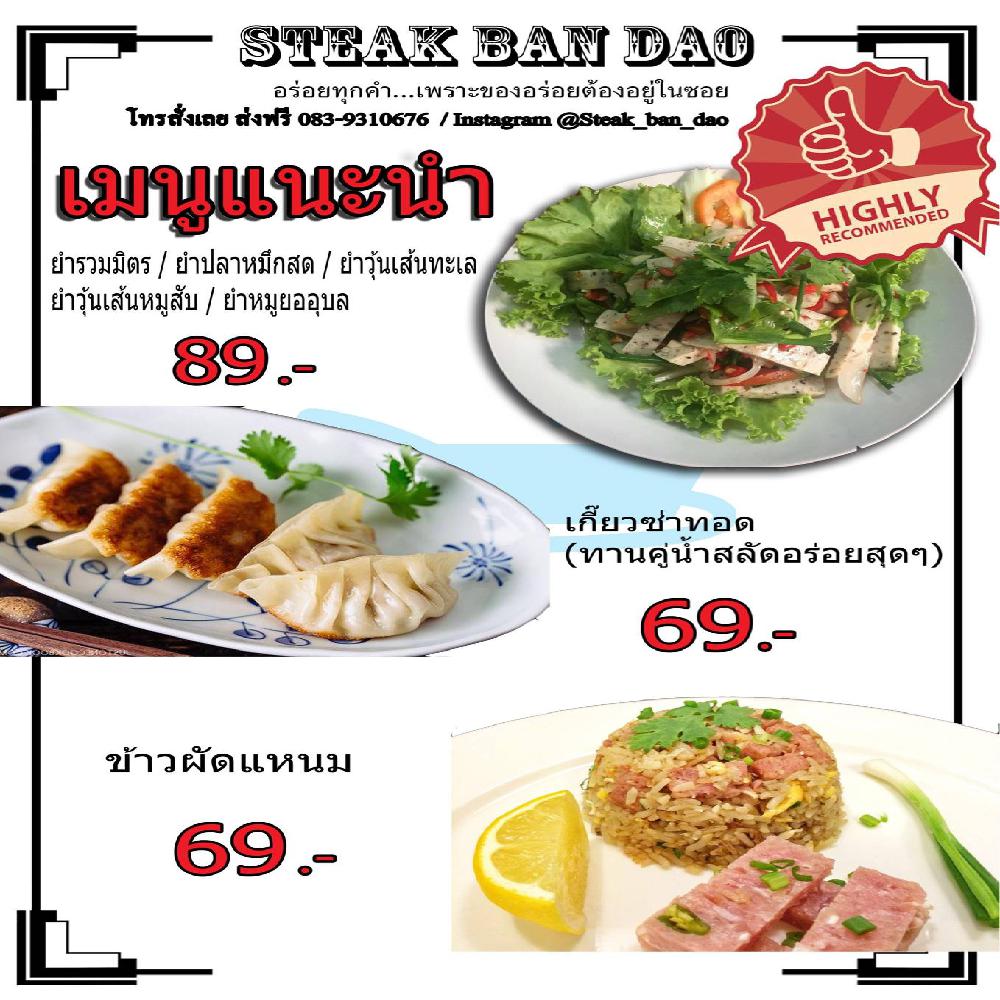 STEAK BAN DAO
อร่อยทุกคำ...เพราะของอร่อยต้องอยู่ในซอย
โทรสั่งเลย ส่งฟรี 083-9310676 / Instagram @Steak_ban_dao
เมนูแนะนำ
HIGHLY
RECOMMENDED
ยำรวมมิตร / ยำปลาหมึกสด / ยำวุ้นเส้นทะเล
ยำวุ้นเส้นหมูสับ / ยำหมูยออุบล
89.-
เกี๊ยวซ่าทอด
(ทานคู่น้ำสลัดอร่อยสุดๆ)
69.-
ข้าวผัดแหนม
69.-